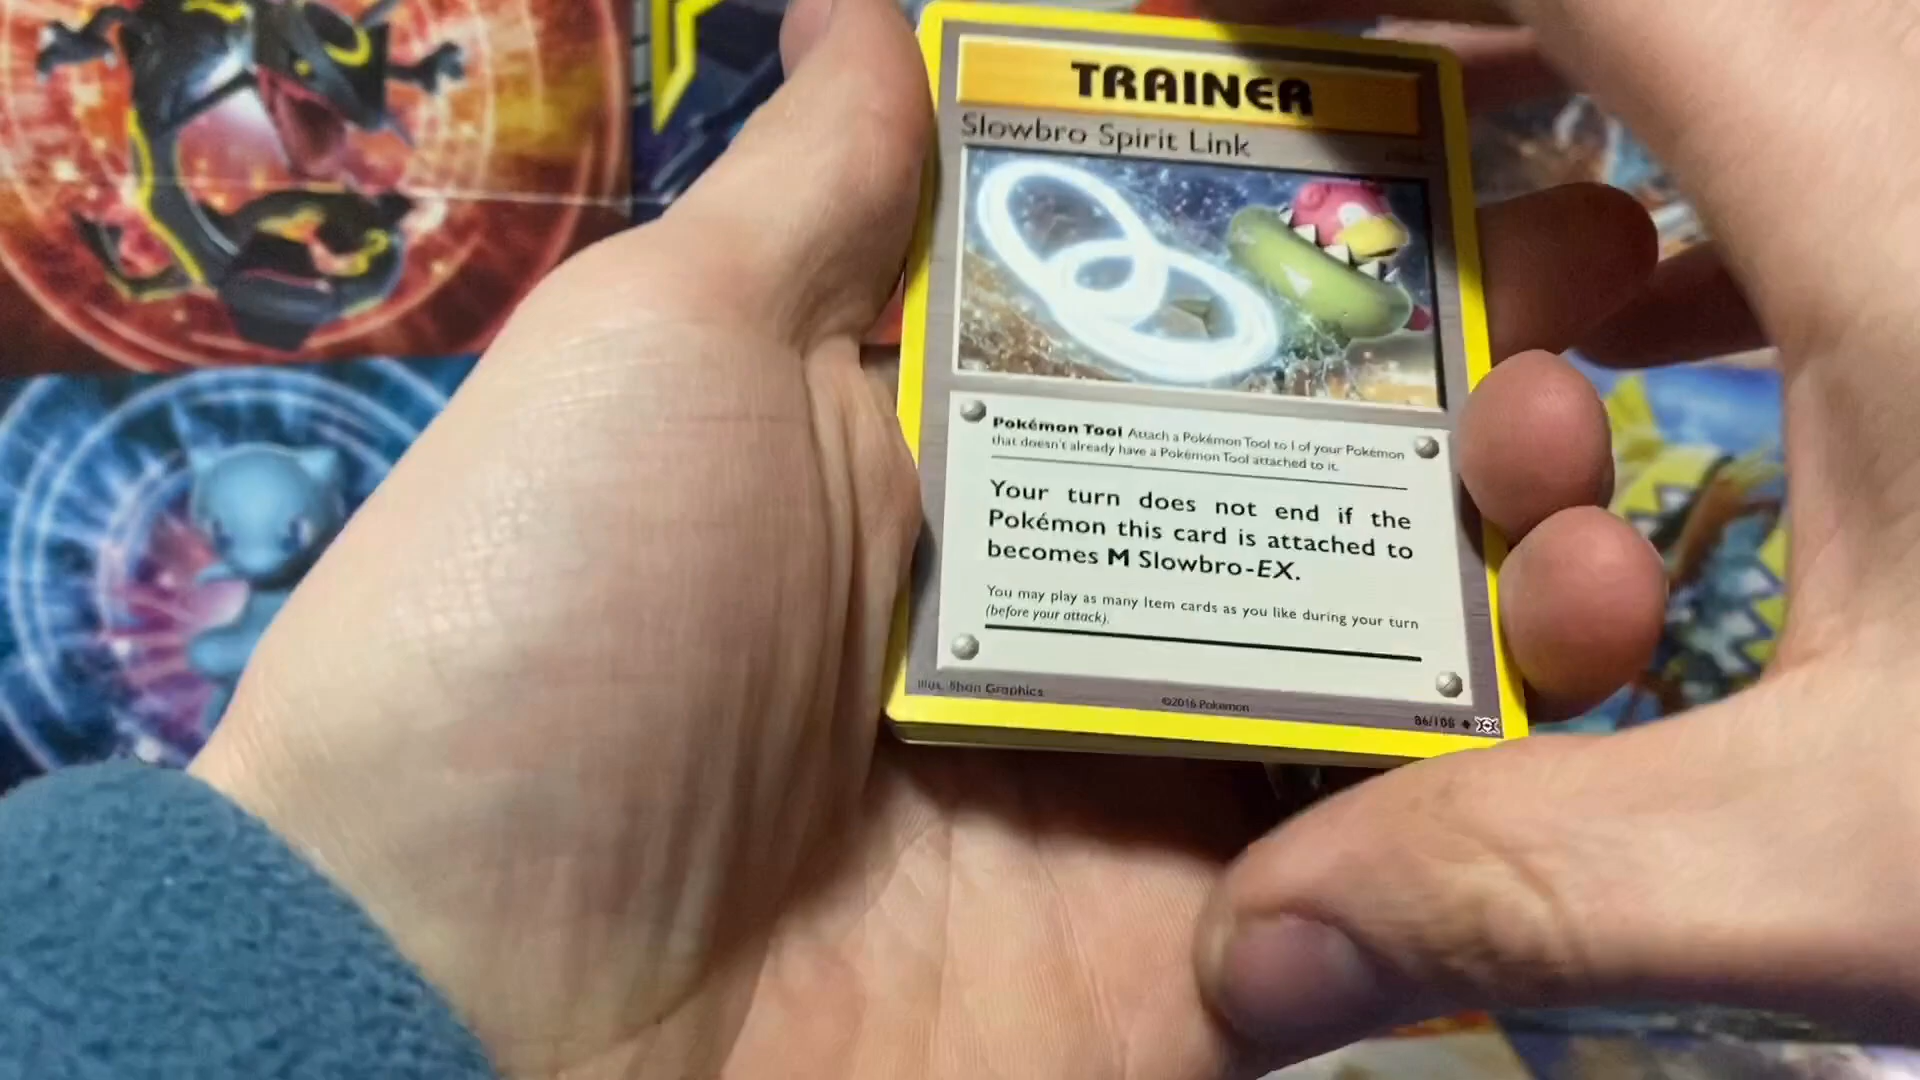 TRAINER
Slowbro Spirit Link
Pokémon Tool Attach a Pokémon Tool to 1 of your Pokémon
that doesn't already have a Pokémon Tool attached to it.
Your turn does not end if the
Pokémon this card is attached to
becomes M Slowbro-EX.
You may play as many Item cards as you like during your turn
(before your attack).
Illus. 5ban Graphics
©2016 Pokémon
86/108